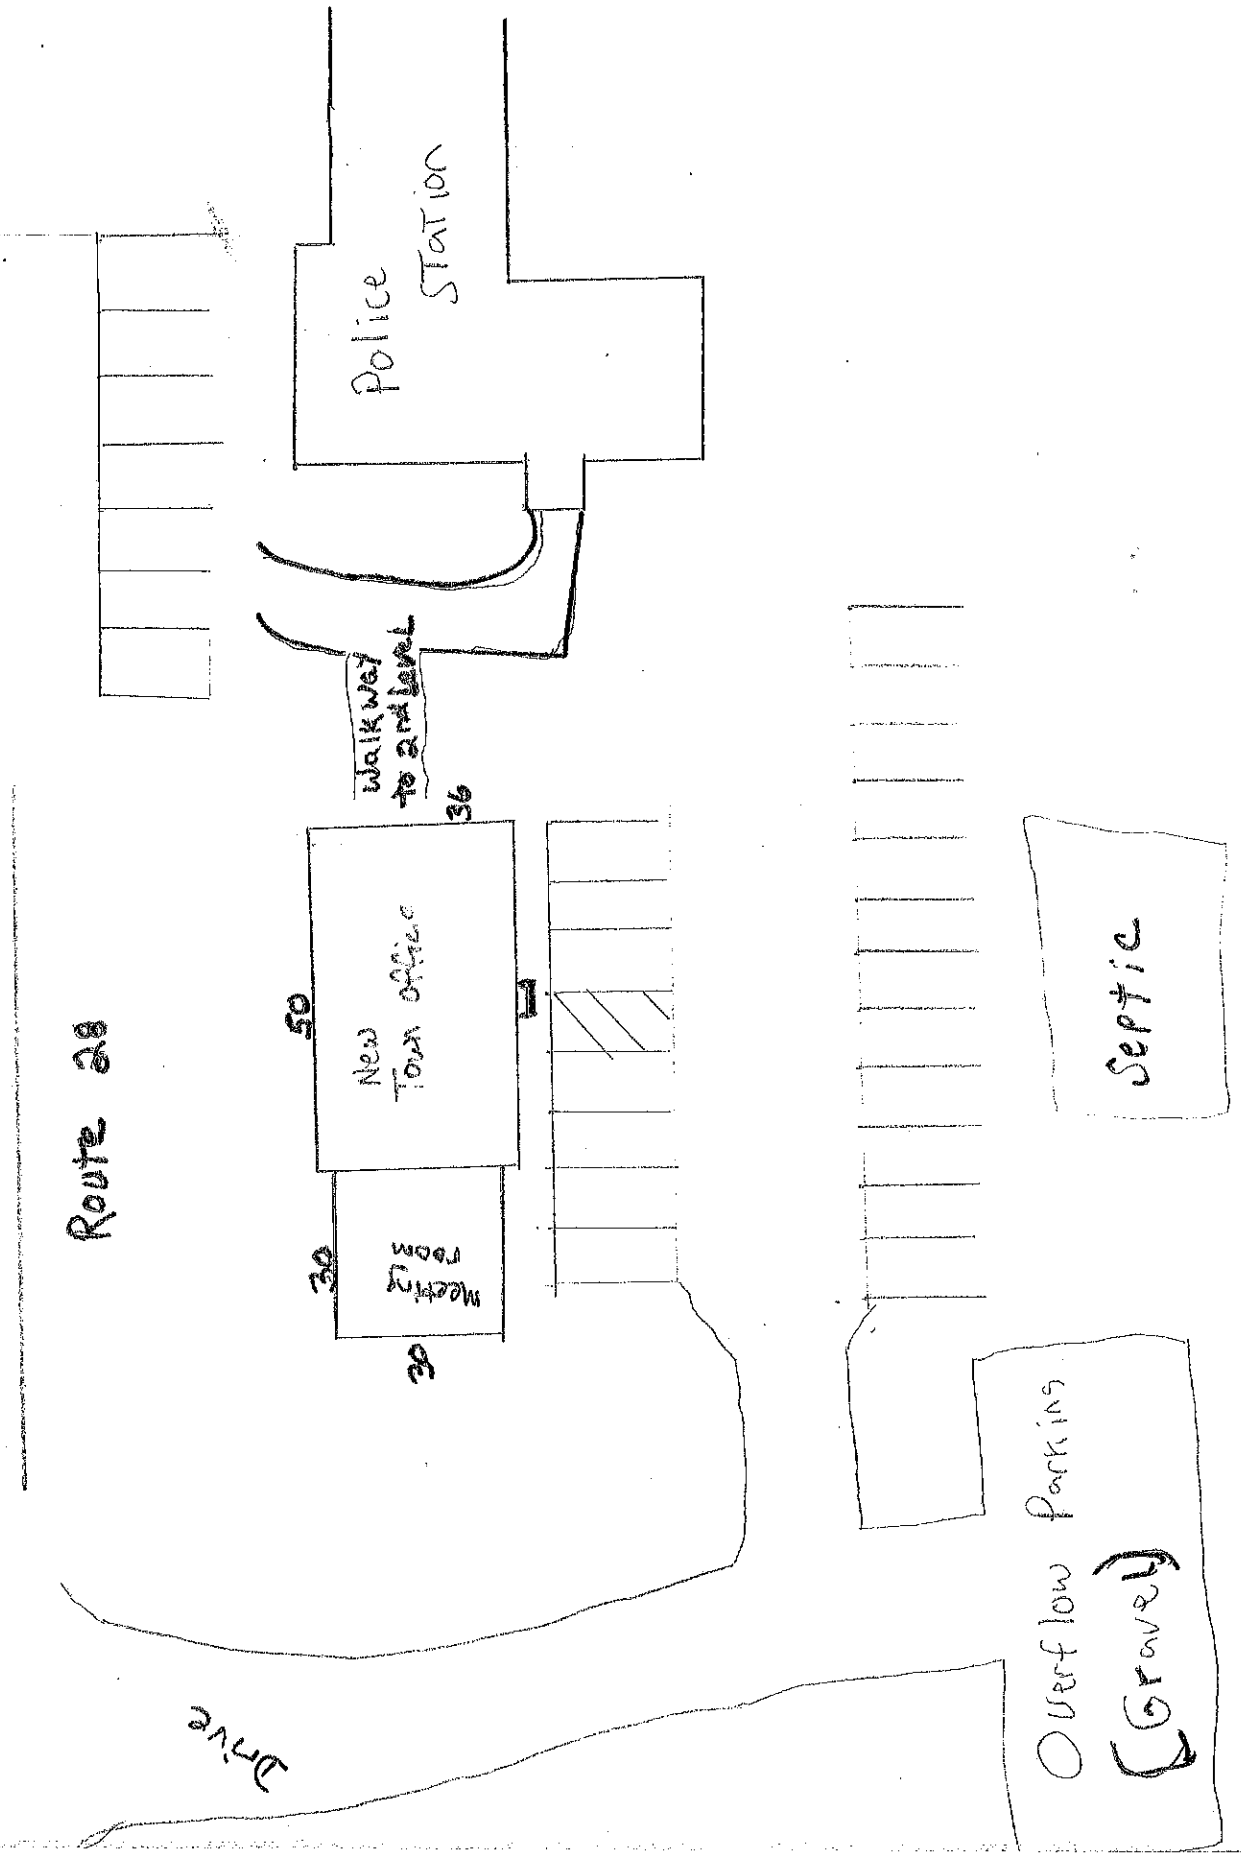 Route 28
Drive
30
50
Meeting
room
30
New
Town office
36
Walkway
to 2nd Level
Police
Station
Overflow Parking
(Gravel)
Septic